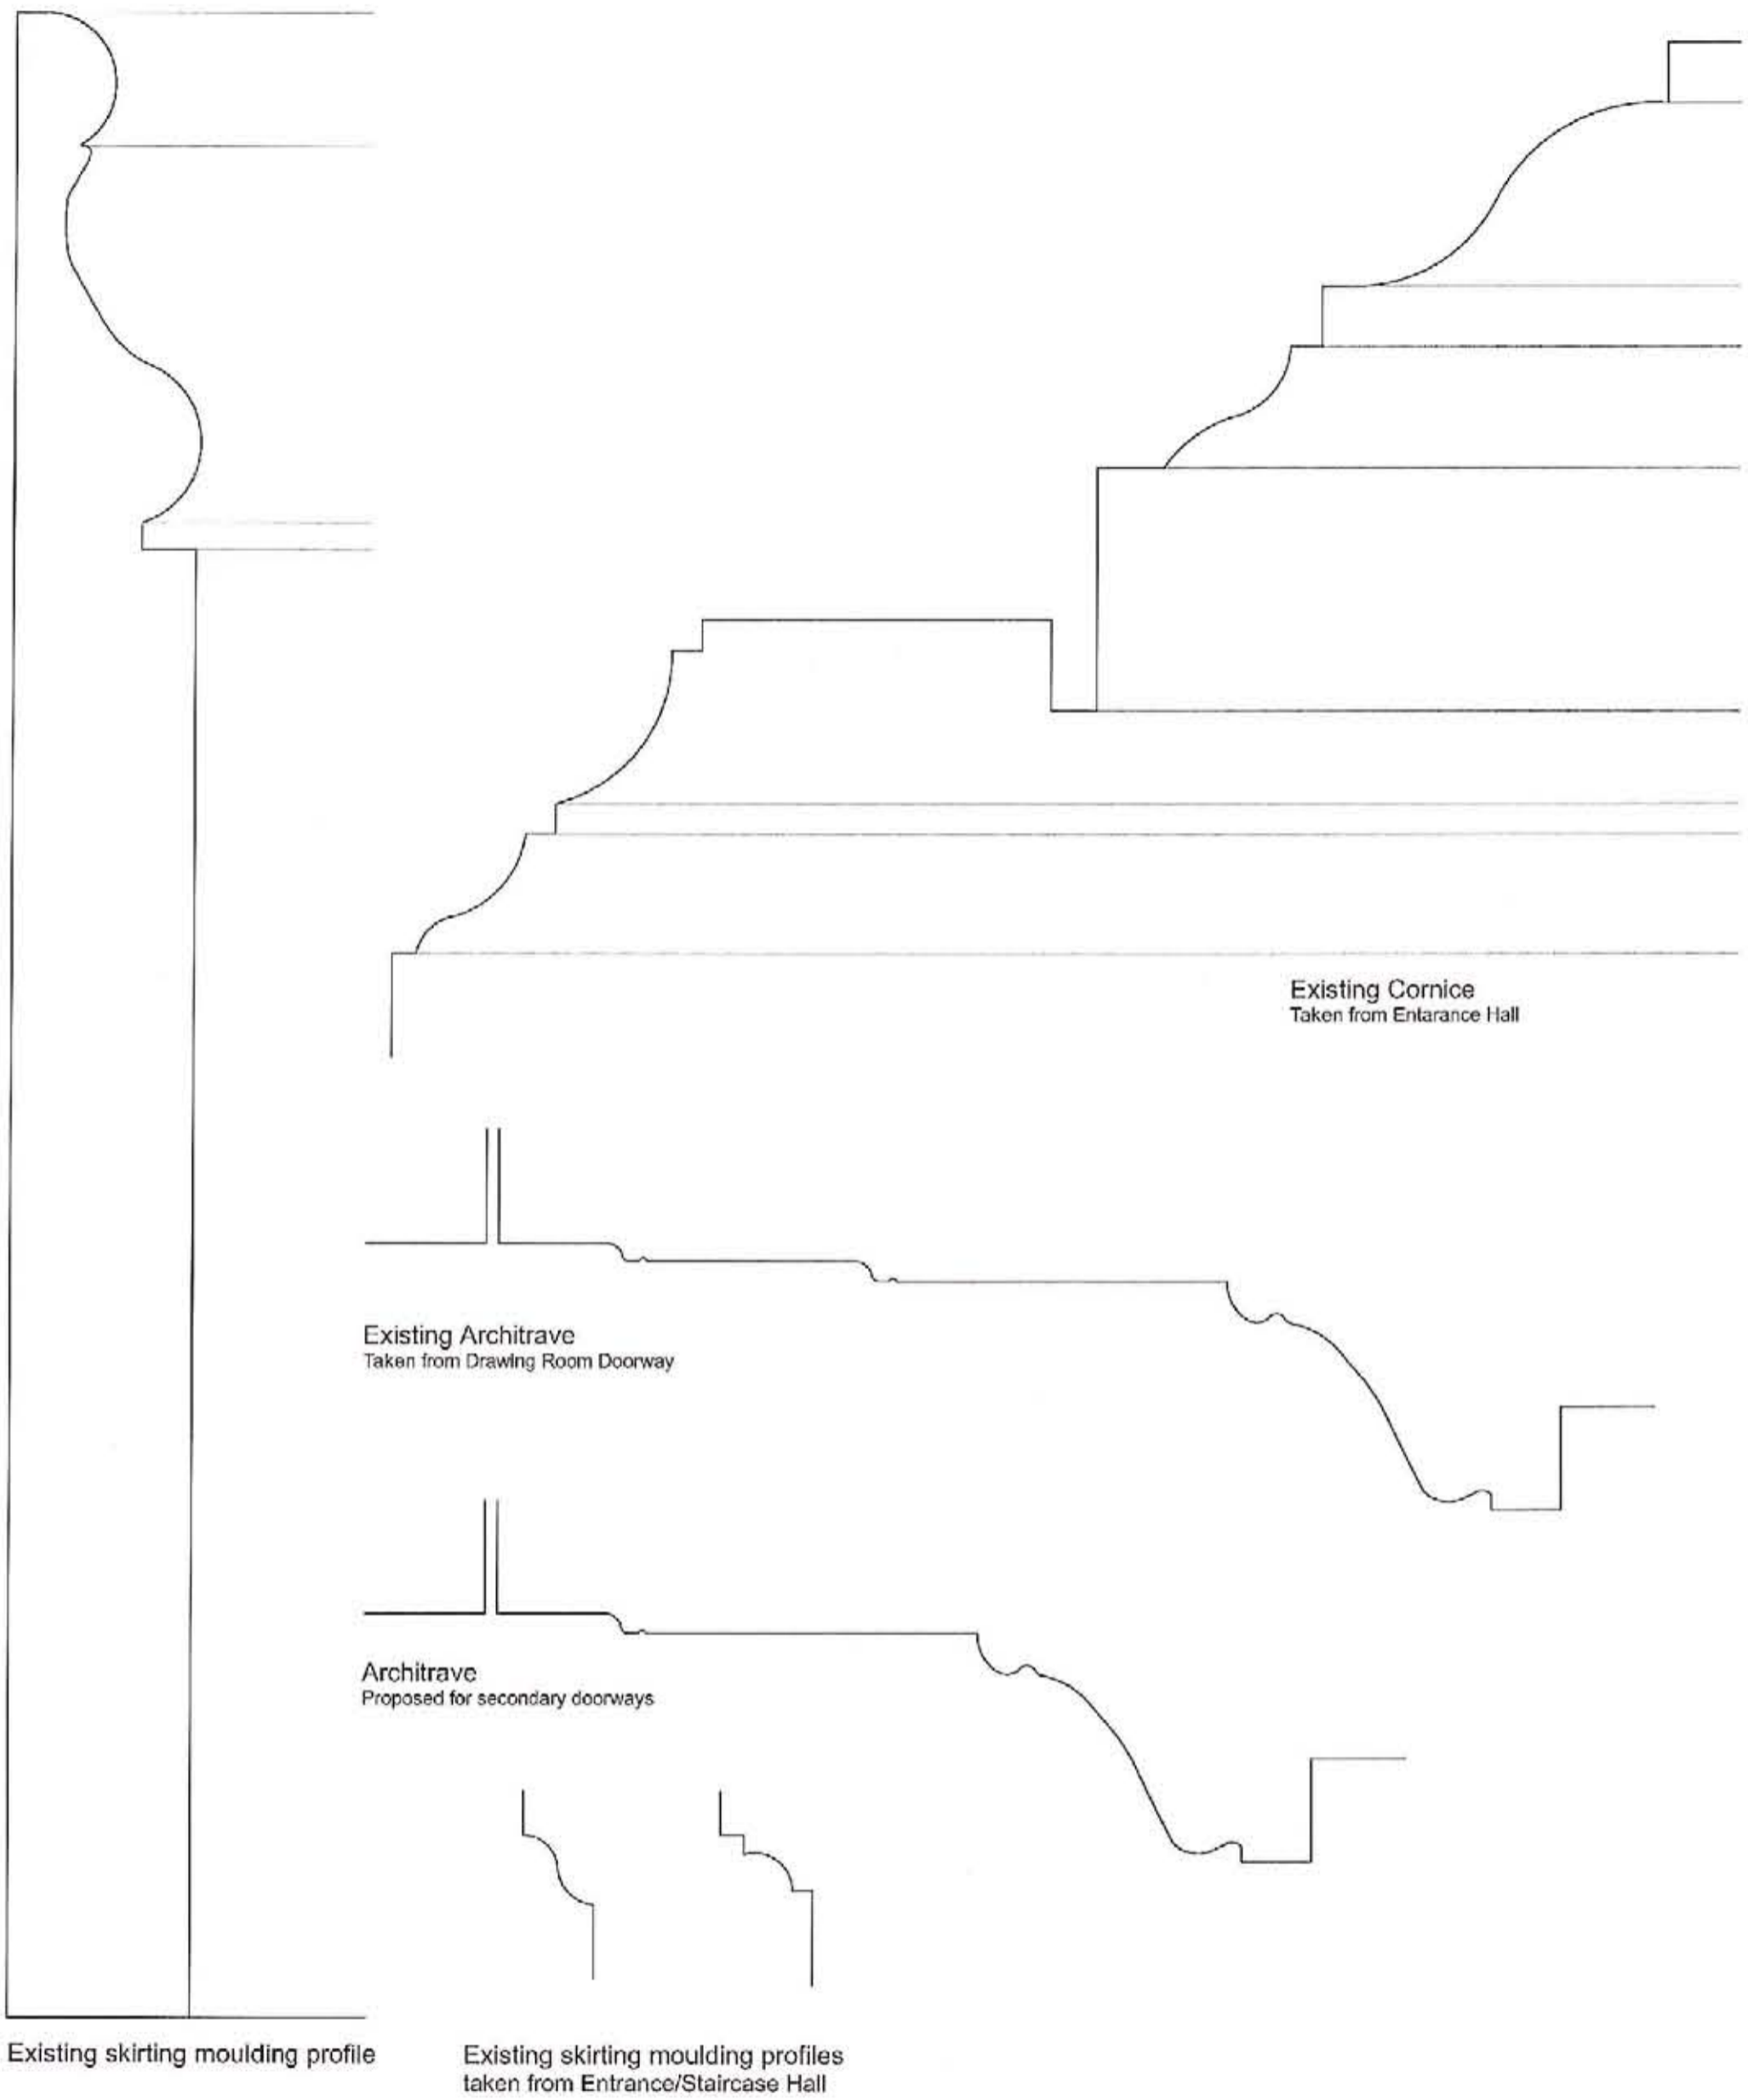 Existing Cornice
Taken from Entarance Hall
Existing Architrave
Taken from Drawing Room Doorway
Architrave
Proposed for secondary doorways
Existing skirting moulding profile
Existing skirting moulding profiles
taken from Entrance/Staircase Hall